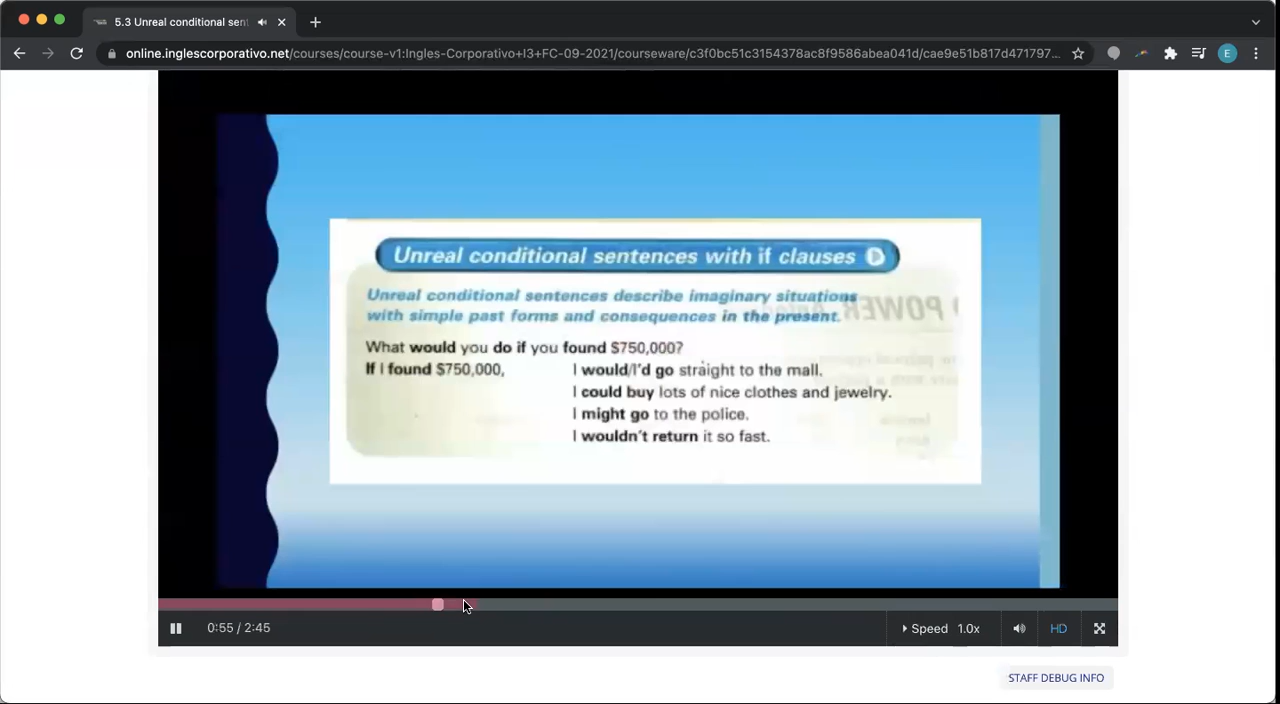 5.3 Unreal conditional sen
online.inglescorporativo.net/courses/course-v1:Ingles-Corporativo+I3+FC-09-2021/courseware/c3f0bc51c3154378ac8f9586abea041d/cae9e51b817d471797...
E
Unreal conditional sentences with if clauses
Unreal conditional sentences describe imaginary situations
with simple past forms and consequences in the present.
What would you do if you found $750,000?
If I found $750,000, I would/I'd go straight to the mall.
I could buy lots of nice clothes and jewelry.
I might go to the police.
I wouldn't return it so fast.
0:55 / 2:45
Speed 1.0x
HD
STAFF DEBUG INFO